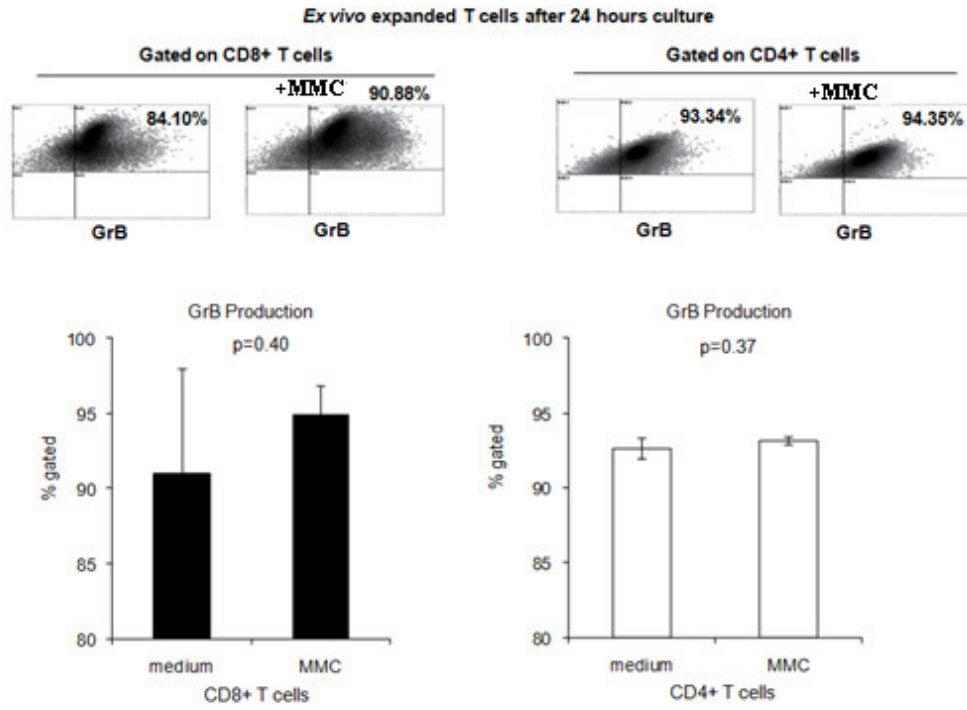 Ex vivo expanded T cells after 24 hours culture
Gated on CD8+ T cells
Gated on CD4+ T cells
+MMC
90.88%
84.10%
+MMC
93.34%
94.35%
GrB
GrB
GrB
GrB
GrB Production
p=0.40
100
95
90
85
80
% gated
medium
MMC
CD8+ T cells
GrB Production
p=0.37
100
95
90
85
80
% gated
medium
MMC
CD4+ T cells